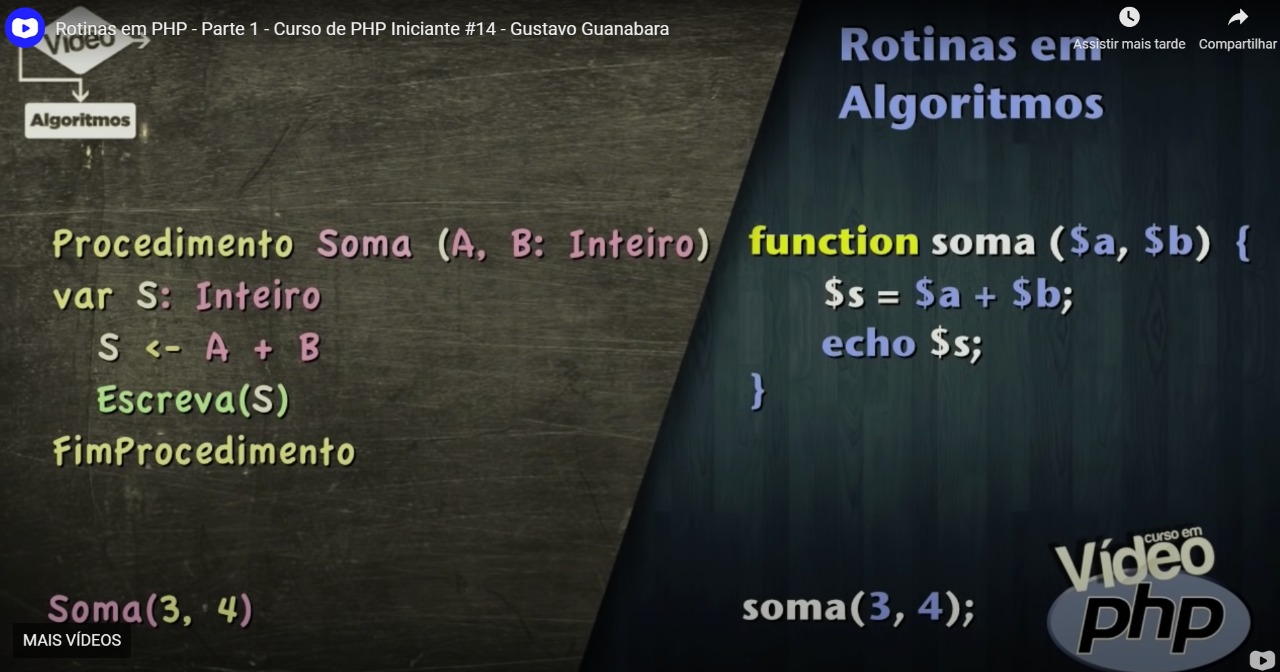 Rotinas em PHP - Parte 1 - Curso de PHP Iniciante #14 - Gustavo Guanabara
Assistir mais tarde
Compartilhar
Vídeo
Algoritmos
Rotinas em
Algoritmos
Procedimento Soma (A, B: Inteiro)
var S: Inteiro
S <- A + B
Escreva(S)
FimProcedimento
Soma(3, 4)
function soma ($a, $b) {
$s = $a + $b;
echo $s;
}
soma(3, 4);
MAIS VÍDEOS
curso em
Vídeo
php